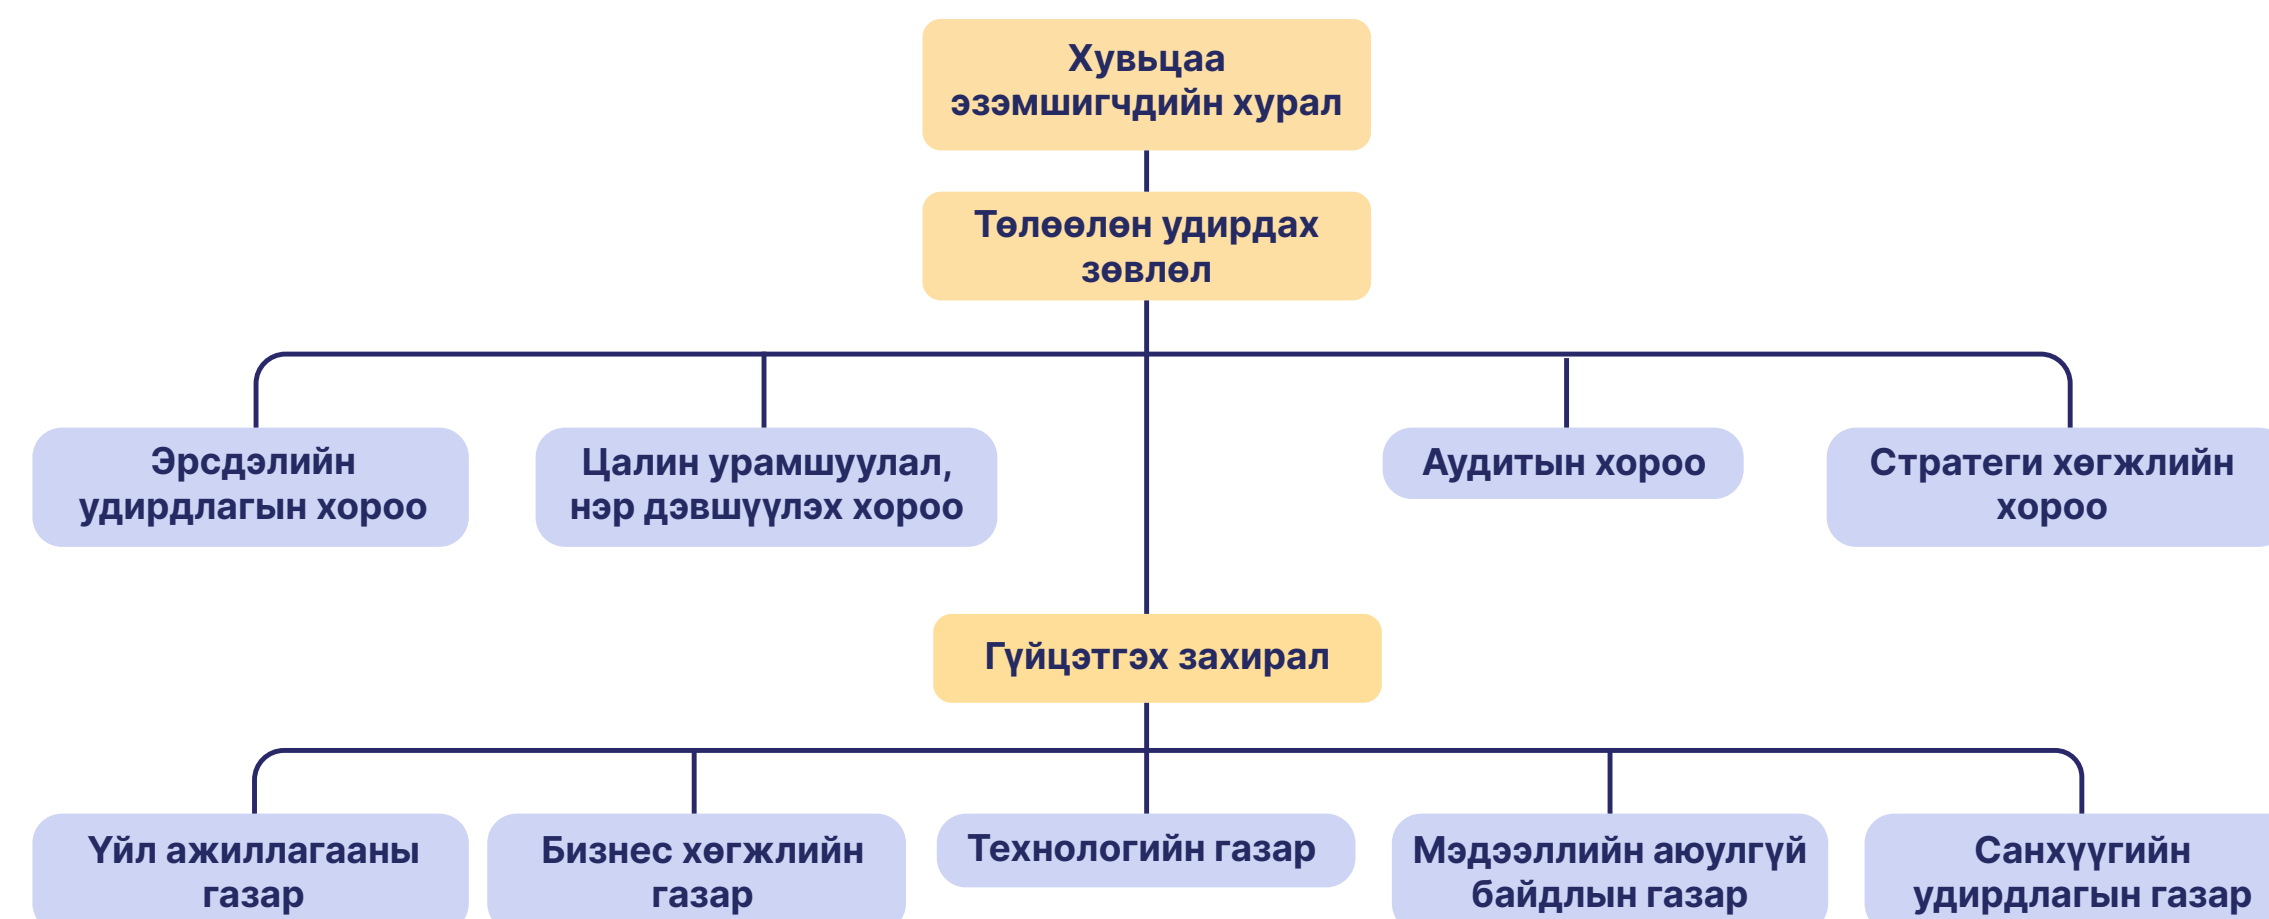 Хувьцаа
эзэмшигчдийн хурал
Төлөөлөн удирдах
зөвлөл
Эрсдэлийн
удирдлагын хороо
Цалин урамшуулал,
нэр дэвшүүлэх хороо
Аудитын хороо
Стратеги хөгжлийн
хороо
Гүйцэтгэх захирал
Үйл ажиллагааны
газар
Бизнес хөгжлийн
газар
Технологийн газар
Мэдээллийн аюулгүй
байдлын газар
Санхүүгийн
удирдлагын газар